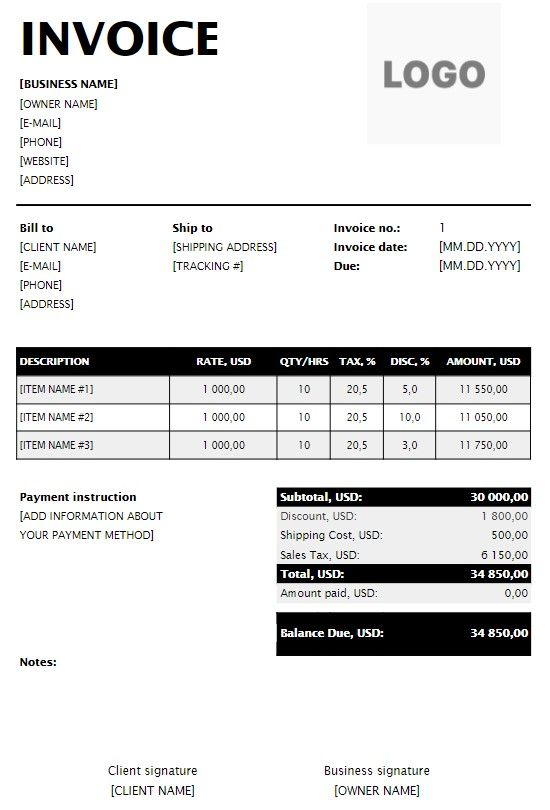 INVOICE
LOGO
[BUSINESS NAME]
[OWNER NAME]
[E-MAIL]
[PHONE]
[WEBSITE]
[ADDRESS]
Bill to Ship to Invoice no.: 1
[CLIENT NAME] [SHIPPING ADDRESS] Invoice date: [MM.DD.YYYY]
[E-MAIL] [TRACKING #] Due: [MM.DD.YYYY]
[PHONE]
[ADDRESS]
DESCRIPTION RATE, USD QTY/HRS TAX, % DISC, % AMOUNT, USD
[ITEM NAME #1] 1 000,00 10 20,5 5,0 11 550,00
[ITEM NAME #2] 1 000,00 10 20,5 10,0 11 050,00
[ITEM NAME #3] 1 000,00 10 20,5 3,0 11 750,00
Payment instruction Subtotal, USD: 30 000,00
[ADD INFORMATION ABOUT Discount, USD: 1 800,00
YOUR PAYMENT METHOD] Shipping Cost, USD: 500,00
Sales Tax, USD: 6 150,00
Total, USD: 34 850,00
Amount paid, USD: 0,00
Balance Due, USD: 34 850,00
Notes:
Client signature Business signature
[CLIENT NAME] [OWNER NAME]